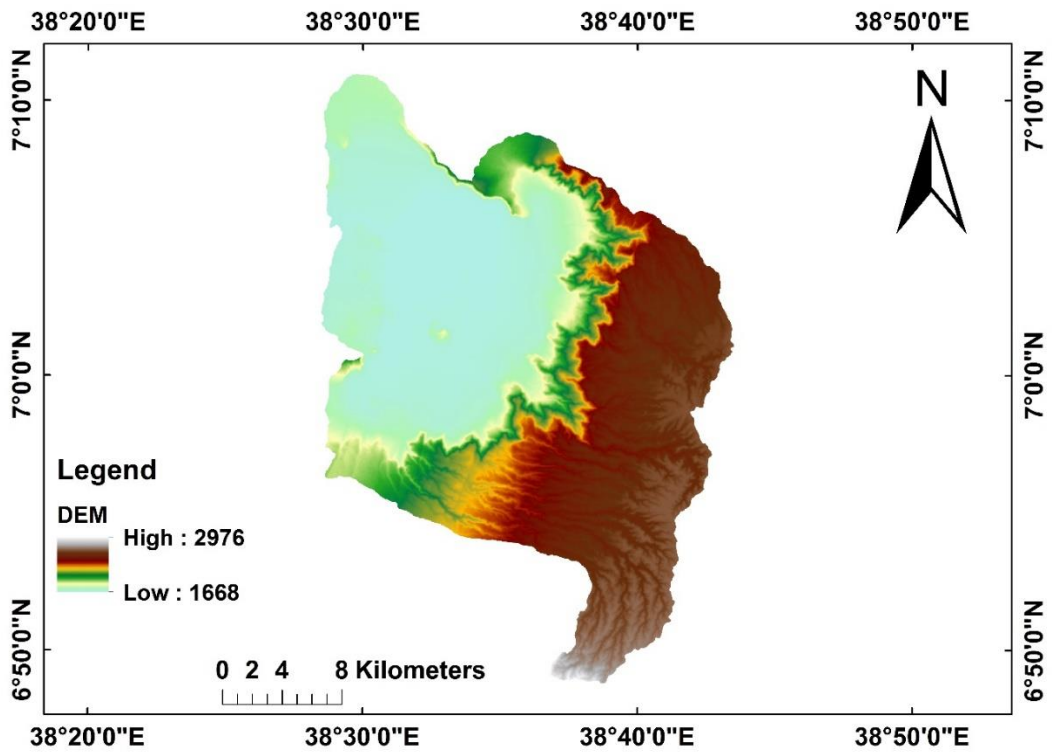 38°20'0"E 38°30'0"E 38°40'0"E 38°50'0"E
7°10'0"N 7°10'0"N
N
7°0'0"N 7°0'0"N
Legend
DEM
High : 2976
Low : 1668
6°50'0"N 6°50'0"N
0 2 4 8 Kilometers
38°20'0"E 38°30'0"E 38°40'0"E 38°50'0"E